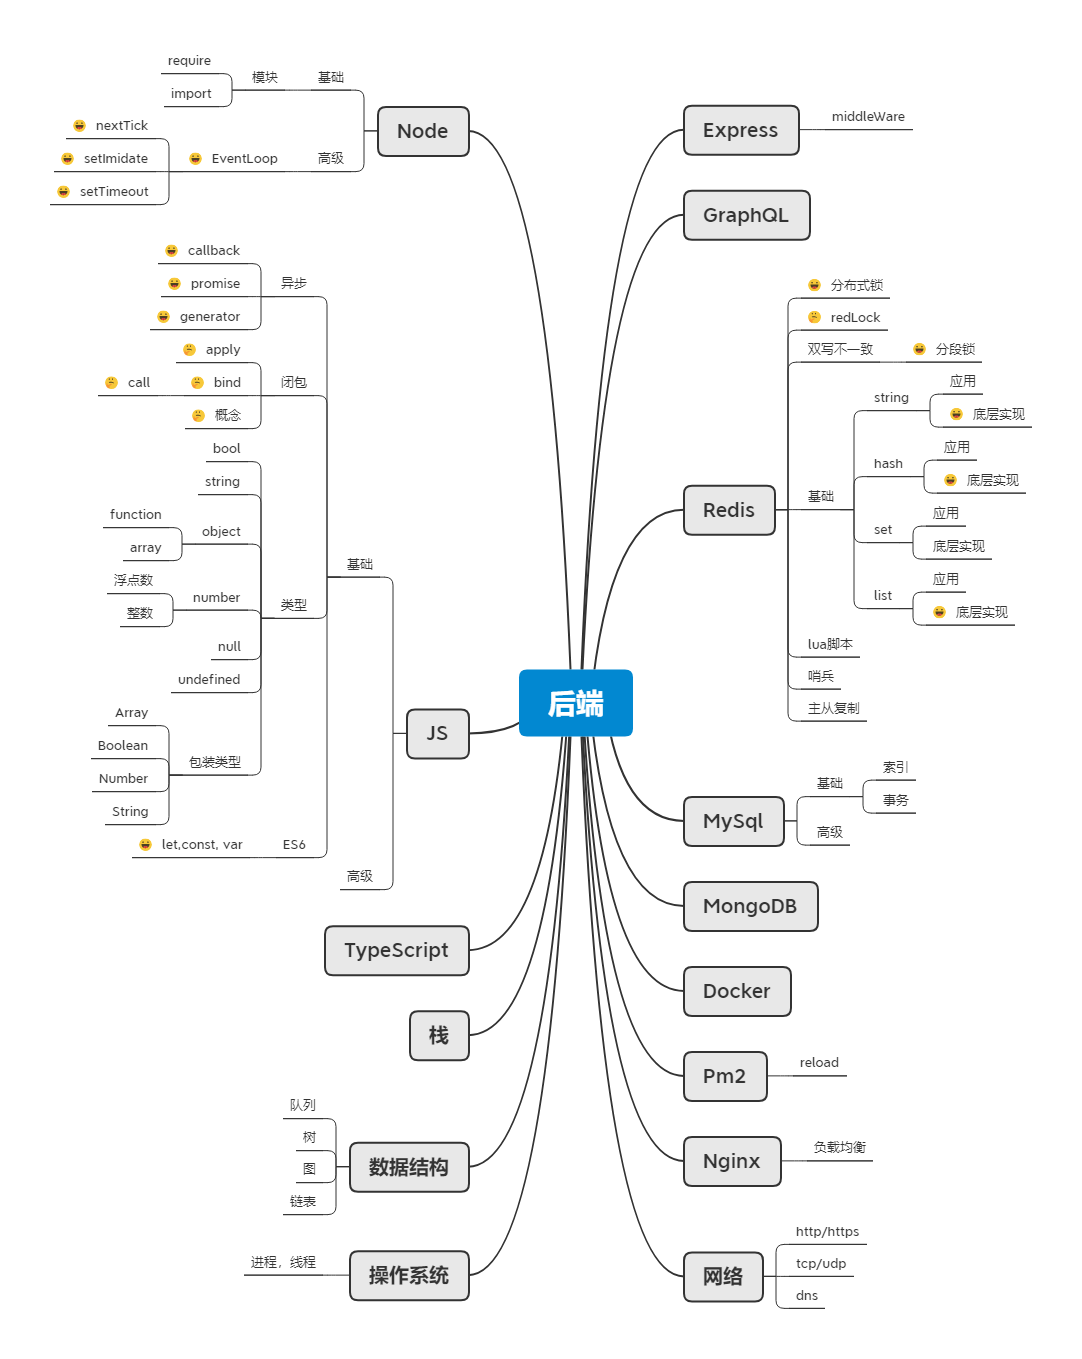 后端
Node
基础
模块
require
import
高级
EventLoop
nextTick
setImidate
setTimeout
JS
基础
异步
callback
promise
generator
闭包
apply
bind
call
概念
类型
bool
string
object
function
array
number
浮点数
整数
null
undefined
包装类型
Array
Boolean
Number
String
ES6
let,const, var
高级
TypeScript
栈
数据结构
队列
树
图
链表
操作系统
进程，线程
Express
middleWare
GraphQL
Redis
分布式锁
redLock
双写不一致
分段锁
基础
string
应用
底层实现
hash
应用
底层实现
set
应用
底层实现
list
应用
底层实现
lua脚本
哨兵
主从复制
MySql
基础
索引
事务
高级
MongoDB
Docker
Pm2
reload
Nginx
负载均衡
网络
http/https
tcp/udp
dns